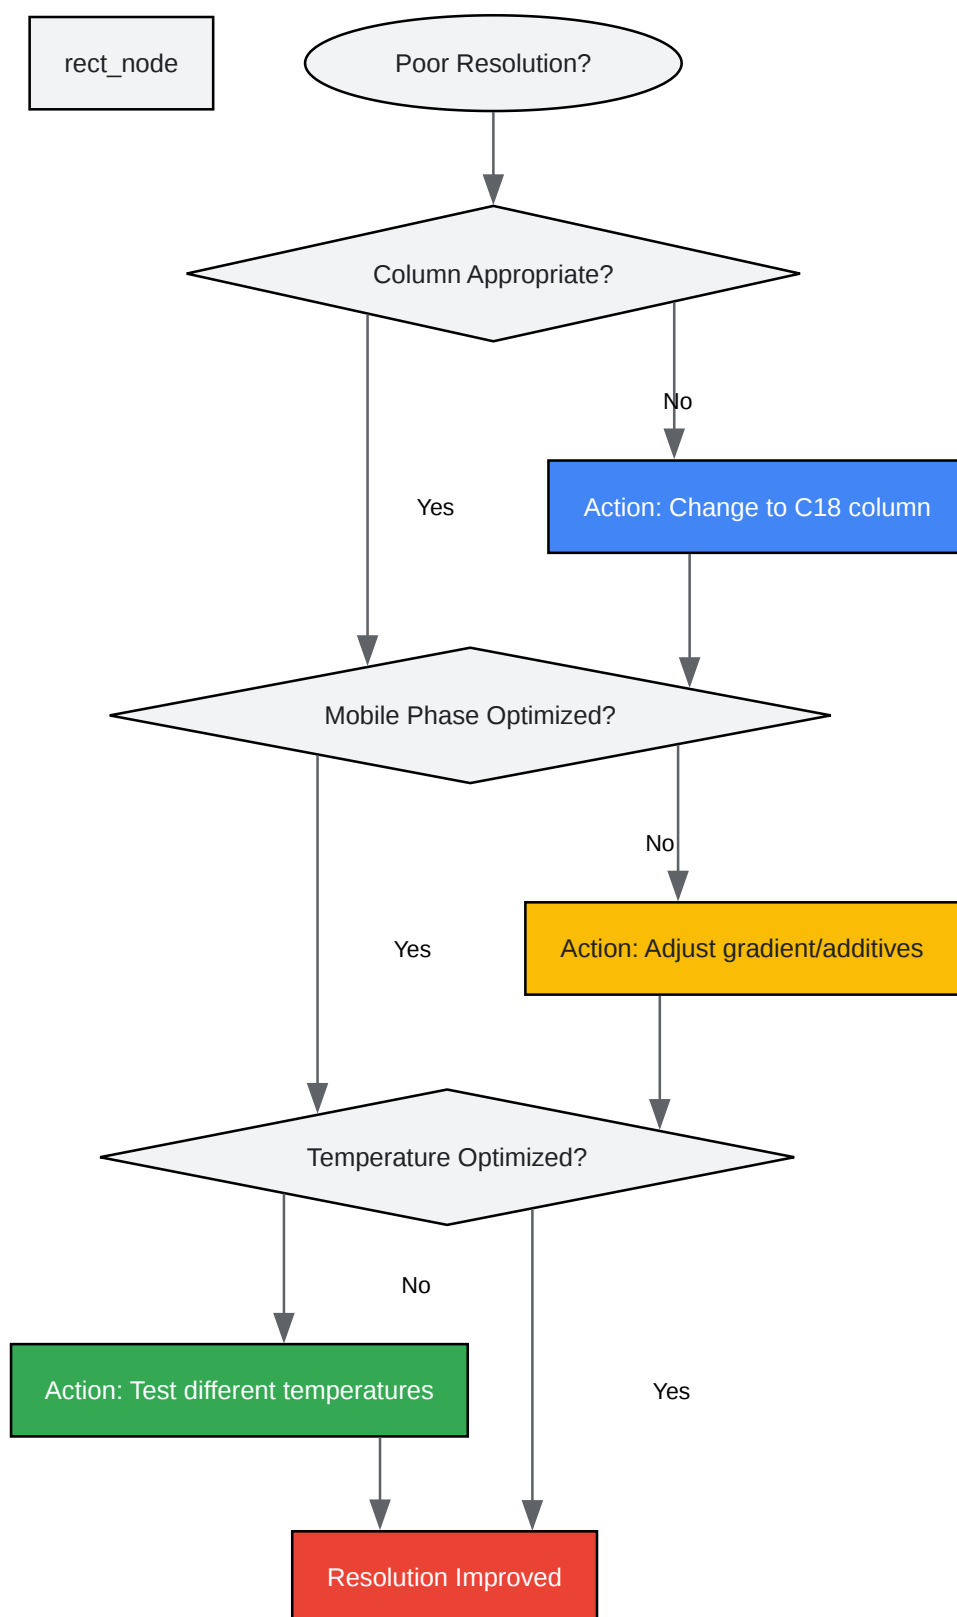 rect_node
Poor Resolution?
Column Appropriate?
No
Yes
Action: Change to C18 column
Mobile Phase Optimized?
No
Yes
Action: Adjust gradient/additives
Temperature Optimized?
No
Action: Test different temperatures
Yes
Resolution Improved